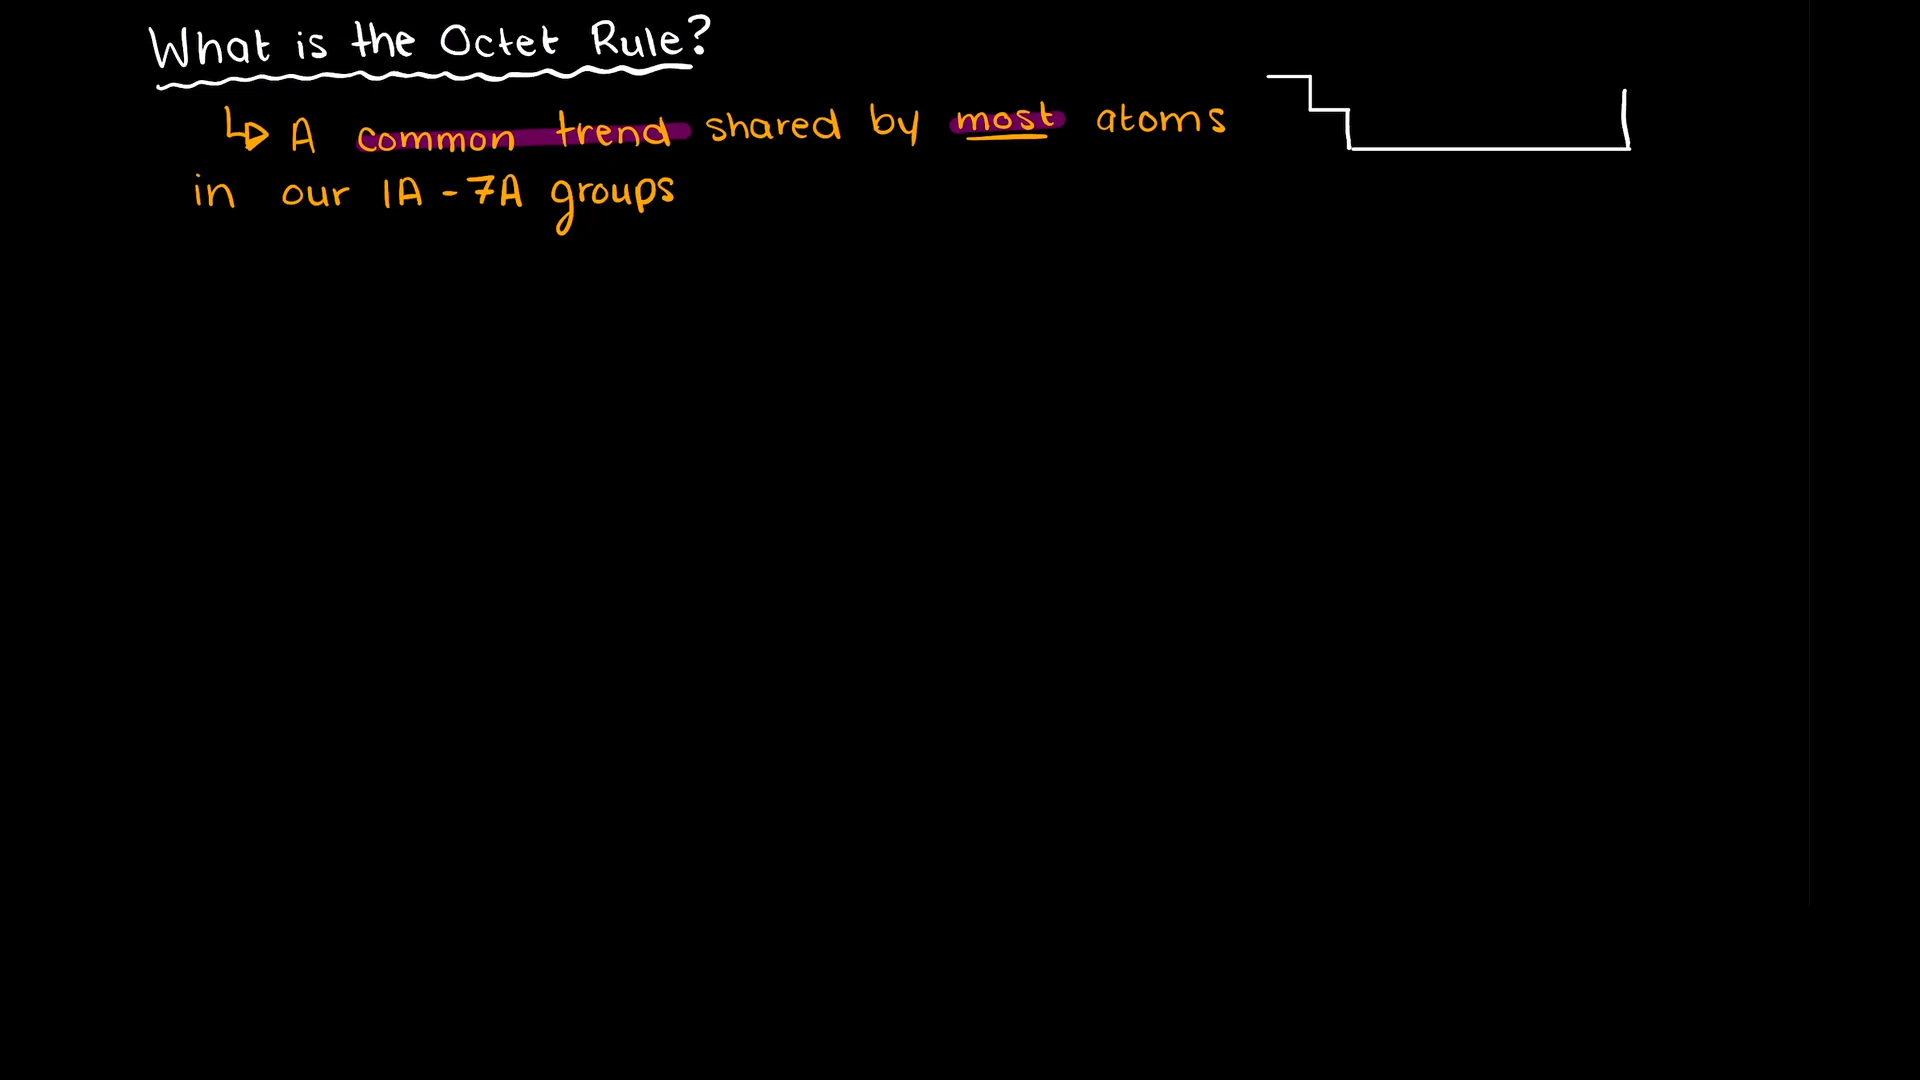 What is the Octet Rule?
A common trend shared by most atoms
in our 1A - 7A groups